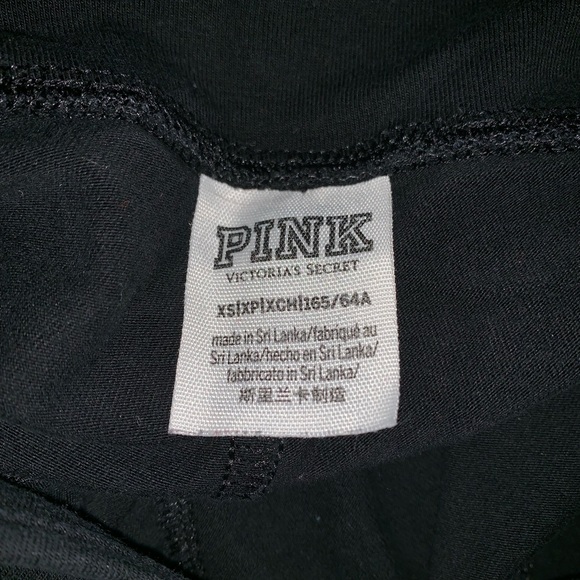 PINK
VICTORIA'S SECRET
XS|XP|XCH|165/64A
made in Sri Lanka/fabriqué au
Sri Lanka/hecho en Sri Lanka/
fabbricato in Sri Lanka/
斯里兰卡制造